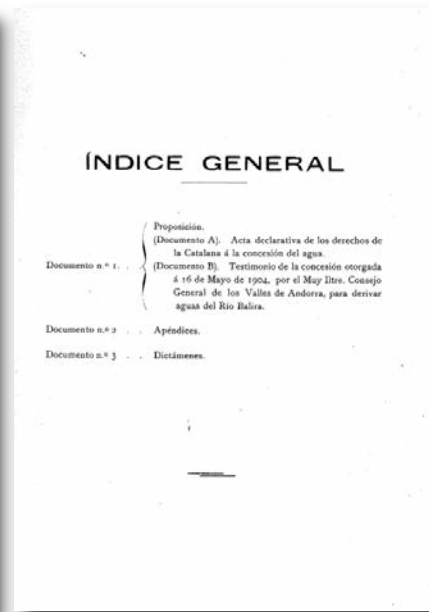 ÍNDICE GENERAL
Proposición.
(Documento A). Acta declarativa de los derechos de
la Catalana á la concesión del agua.
Documento n.º 1. . (Documento B). Testimonio de la concesión otorgada
á 16 de Mayo de 1904, por el Muy Iltre. Consejo
General de los Valles de Andorra, para derivar
aguas del Río Balira.
Documento n.º 2 . . Apéndices.
Documento n.º 3 . . Dictámenes.